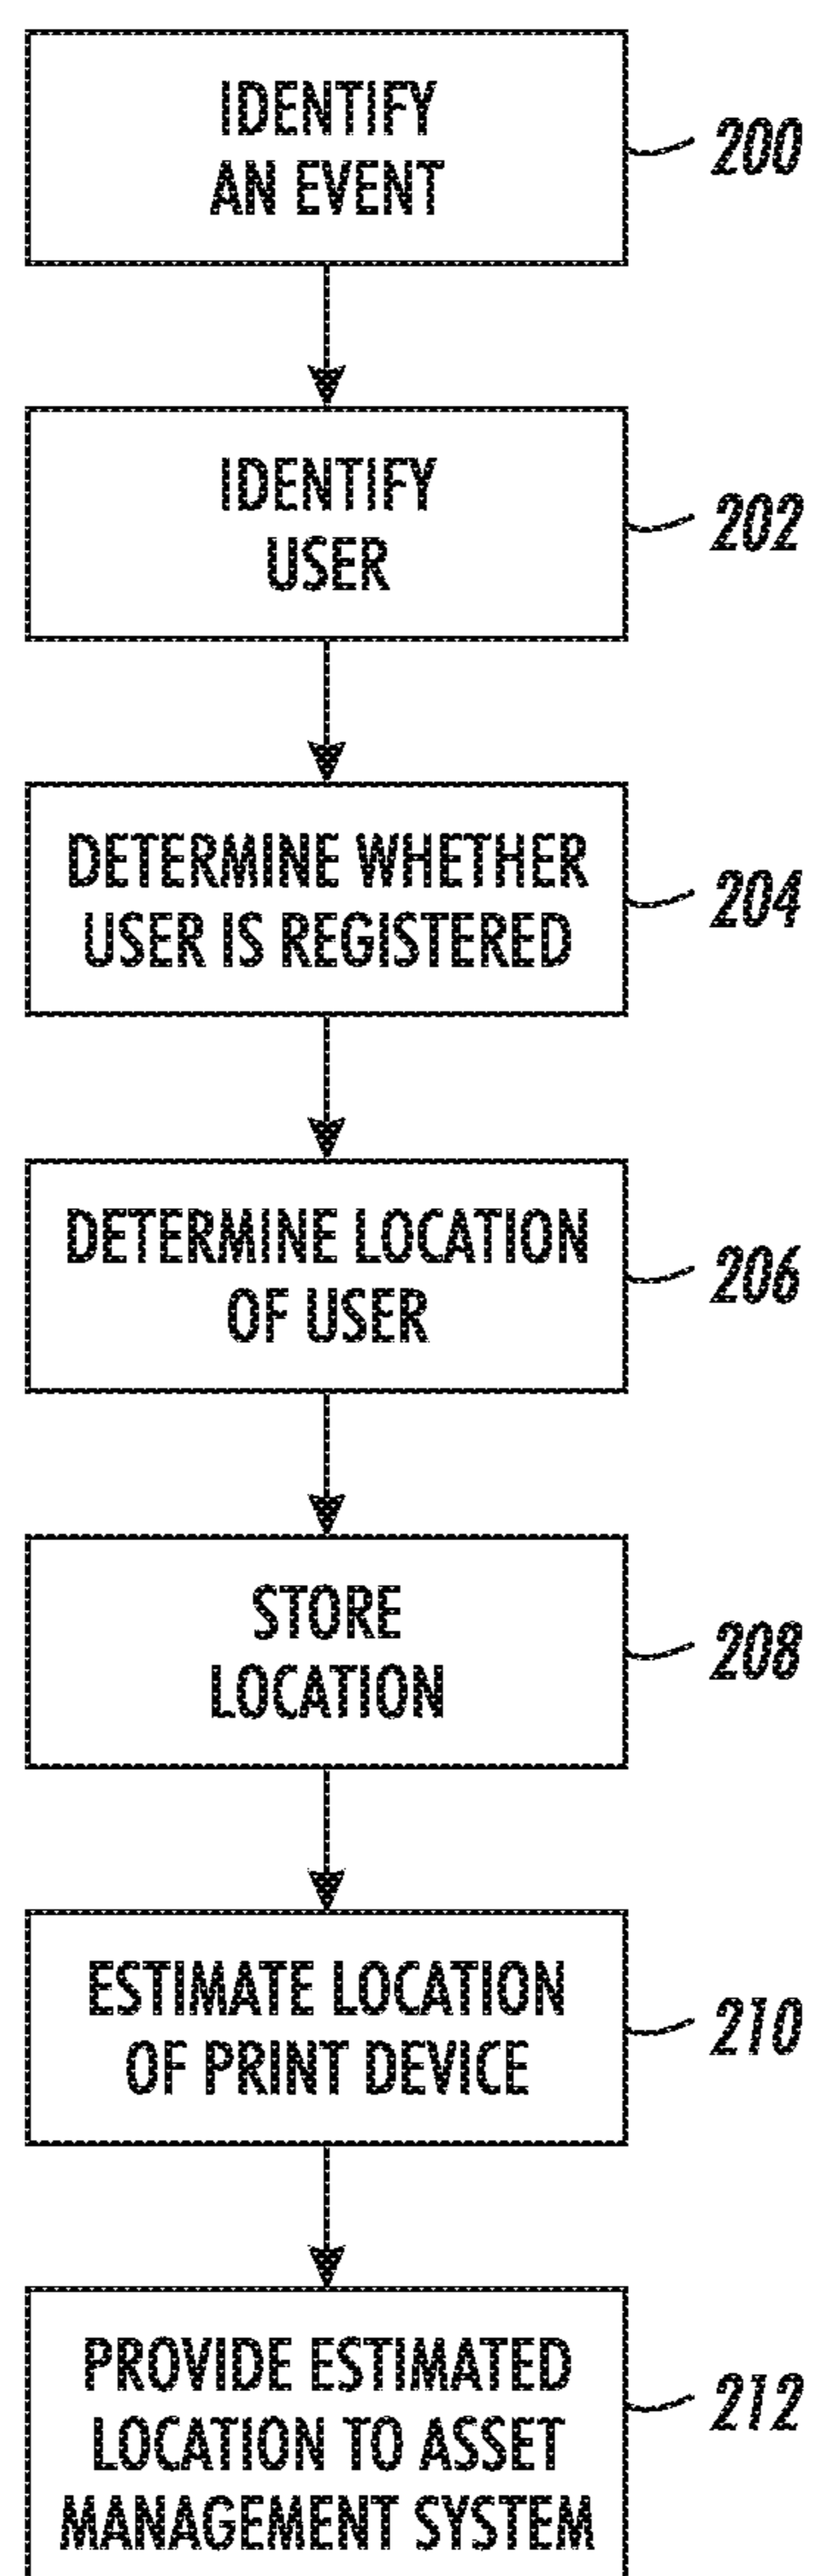 IDENTIFY
AN EVENT
200
IDENTIFY
USER
202
DETERMINE WHETHER
USER IS REGISTERED
204
DETERMINE LOCATION
OF USER
206
STORE
LOCATION
208
ESTIMATE LOCATION
OF PRINT DEVICE
210
PROVIDE ESTIMATED
LOCATION TO ASSET
MANAGEMENT SYSTEM
212